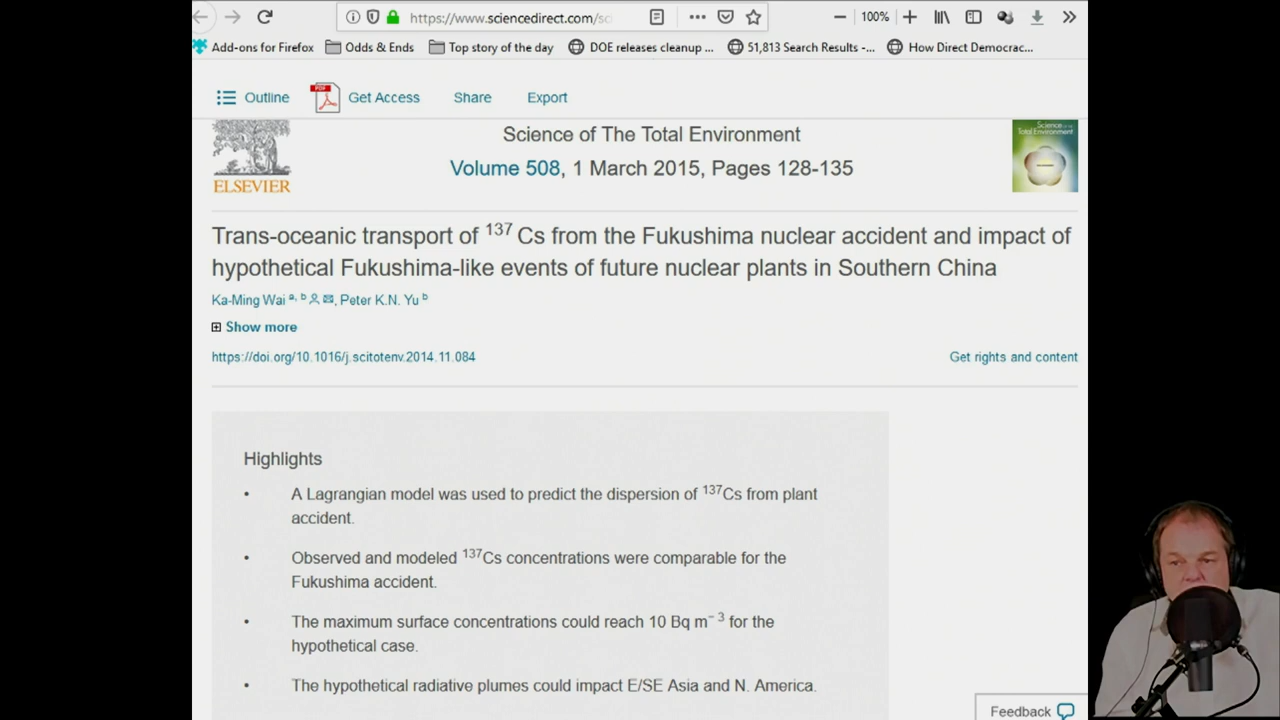 https://www.sciencedirect.com/sc
100%
Add-ons for Firefox Odds & Ends Top story of the day DOE releases cleanup ... 51,813 Search Results -... How Direct Democrac...
Outline PDF Get Access Share Export
ELSEVIER
Science of The Total Environment
Volume 508, 1 March 2015, Pages 128-135
Science of the Total Environment
Trans-oceanic transport of ¹³⁷Cs from the Fukushima nuclear accident and impact of
hypothetical Fukushima-like events of future nuclear plants in Southern China
Ka-Ming Wai ᵃ, ᵇ, Peter K.N. Yu ᵇ
Show more
https://doi.org/10.1016/j.scitotenv.2014.11.084 Get rights and content
Highlights
• A Lagrangian model was used to predict the dispersion of ¹³⁷Cs from plant
accident.
• Observed and modeled ¹³⁷Cs concentrations were comparable for the
Fukushima accident.
• The maximum surface concentrations could reach 10 Bq m⁻³ for the
hypothetical case.
• The hypothetical radiative plumes could impact E/SE Asia and N. America.
Feedback